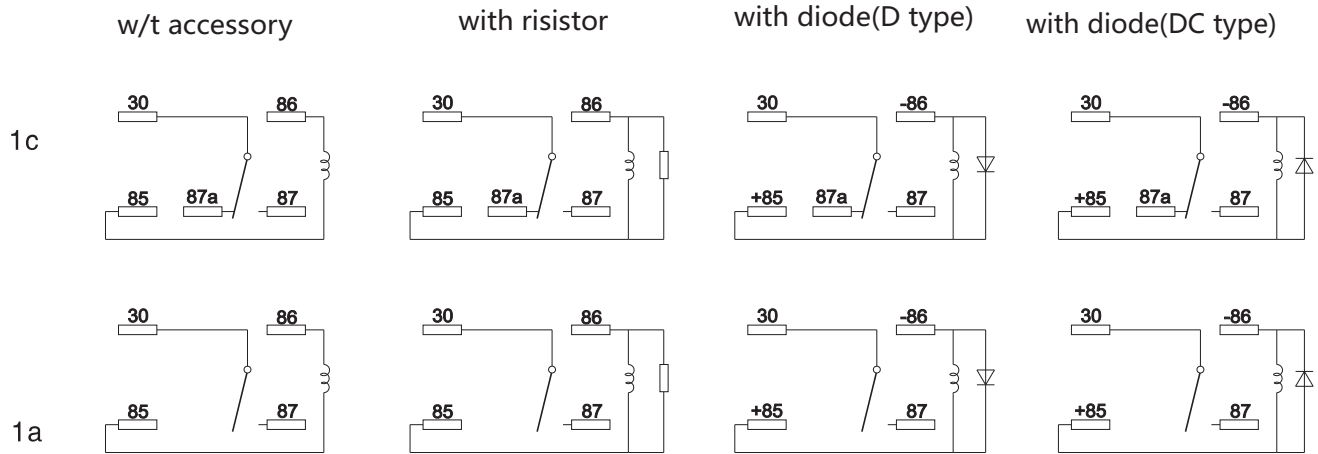 w/t accessory with risistor with diode(D type) with diode(DC type)
30 86 30 86 30 -86 30 -86
1c
85 87a 87 85 87a 87 +85 87a 87 +85 87a 87
30 86 30 86 30 -86 30 -86
85 87 85 87 +85 87 +85 87
1a